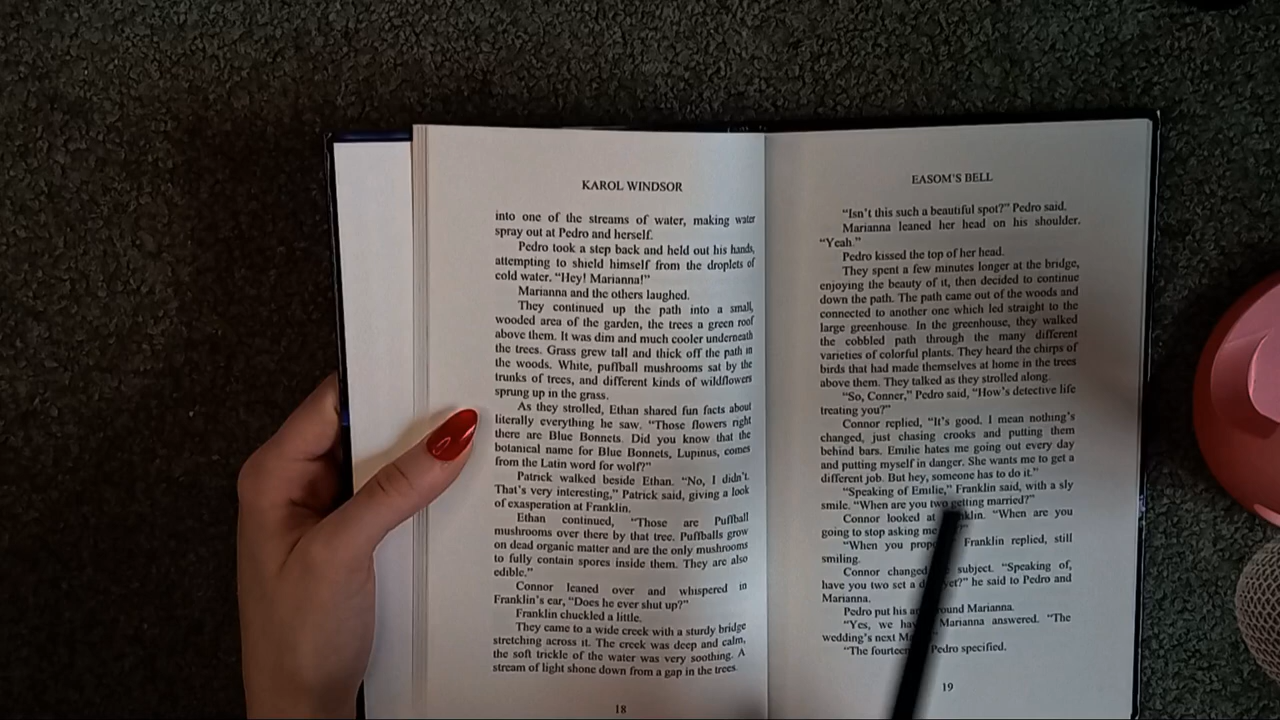 KAROL WINDSOR
into one of the streams of water, making water
spray out at Pedro and herself.
Pedro took a step back and held out his hands,
attempting to shield himself from the droplets of
cold water. “Hey! Marianna!”
Marianna and the others laughed.
They continued up the path into a small,
wooded area of the garden, the trees a green roof
above them. It was dim and much cooler underneath
the trees. Grass grew tall and thick off the path in
the woods. White, puffball mushrooms sat by the
trunks of trees, and different kinds of wildflowers
sprung up in the grass.
As they strolled, Ethan shared fun facts about
literally everything he saw. “Those flowers right
there are Blue Bonnets. Did you know that the
botanical name for Blue Bonnets, Lupinus, comes
from the Latin word for wolf?”
Patrick walked beside Ethan. “No, I didn’t.
That’s very interesting,” Patrick said, giving a look
of exasperation at Franklin.
Ethan continued, “Those are Puffball
mushrooms over there by that tree. Puffballs grow
on dead organic matter and are the only mushrooms
to fully contain spores inside them. They are also
edible.”
Connor leaned over and whispered in
Franklin’s ear, “Does he ever shut up?”
Franklin chuckled a little.
They came to a wide creek with a sturdy bridge
stretching across it. The creek was deep and calm,
the soft trickle of the water was very soothing. A
stream of light shone down from a gap in the trees.
18
EASOM’S BELL
“Isn’t this such a beautiful spot?” Pedro said.
Marianna leaned her head on his shoulder.
“Yeah.”
Pedro kissed the top of her head.
They spent a few minutes longer at the bridge,
enjoying the beauty of it, then decided to continue
down the path. The path came out of the woods and
connected to another one which led straight to the
large greenhouse. In the greenhouse, they walked
the cobbled path through the many different
varieties of colorful plants. They heard the chirps of
birds that had made themselves at home in the trees
above them. They talked as they strolled along.
“So, Conner,” Pedro said, “How’s detective life
treating you?”
Connor replied, “It’s good. I mean nothing’s
changed, just chasing crooks and putting them
behind bars. Emilie hates me going out every day
and putting myself in danger. She wants me to get a
different job. But hey, someone has to do it.”
“Speaking of Emilie,” Franklin said, with a sly
smile. “When are you two getting married?”
Connor looked at “When are you
going to stop asking me
“When you Franklin replied, still
smiling.
Connor changed subject. “Speaking of,
have you two set a yet?” he said to Pedro and
Marianna.
Pedro put his Marianna.
“Yes, we Marianna answered. “The
wedding’s next
“The Pedro specified.
19